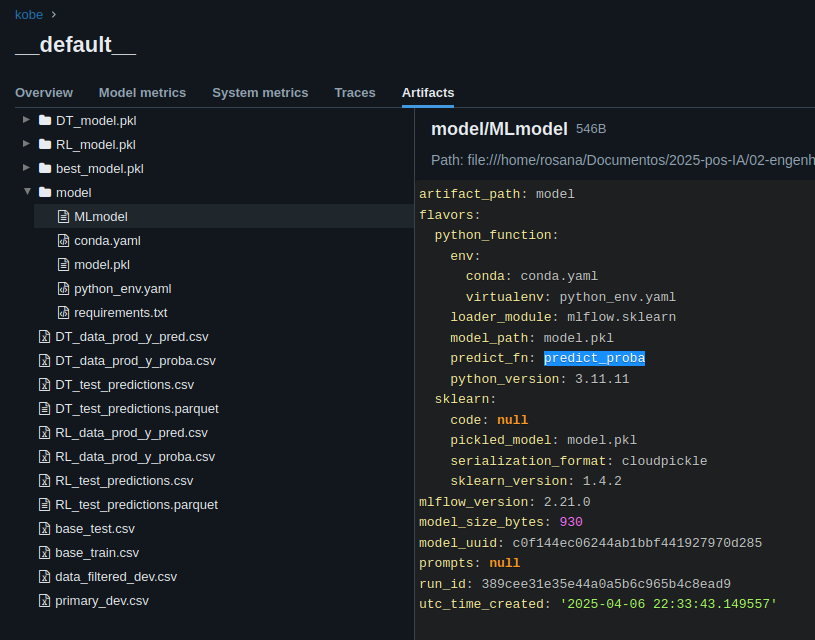 kobe >
__default__
Overview Model metrics System metrics Traces Artifacts
DT_model.pkl
RL_model.pkl
best_model.pkl
model
MLmodel
conda.yaml
model.pkl
python_env.yaml
requirements.txt
DT_data_prod_y_pred.csv
DT_data_prod_y_proba.csv
DT_test_predictions.csv
DT_test_predictions.parquet
RL_data_prod_y_pred.csv
RL_data_prod_y_proba.csv
RL_test_predictions.csv
RL_test_predictions.parquet
base_test.csv
base_train.csv
data_filtered_dev.csv
primary_dev.csv
model/MLmodel 546B
Path: file:///home/rosana/Documentos/2025-pos-IA/02-engenh
artifact_path: model
flavors:
python_function:
env:
conda: conda.yaml
virtualenv: python_env.yaml
loader_module: mlflow.sklearn
model_path: model.pkl
predict_fn: predict_proba
python_version: 3.11.11
sklearn:
code: null
pickled_model: model.pkl
serialization_format: cloudpickle
sklearn_version: 1.4.2
mlflow_version: 2.21.0
model_size_bytes: 930
model_uuid: c0f144ec06244ab1bbf441927970d285
prompts: null
run_id: 389cee31e35e44a0a5b6c965b4c8ead9
utc_time_created: '2025-04-06 22:33:43.149557'